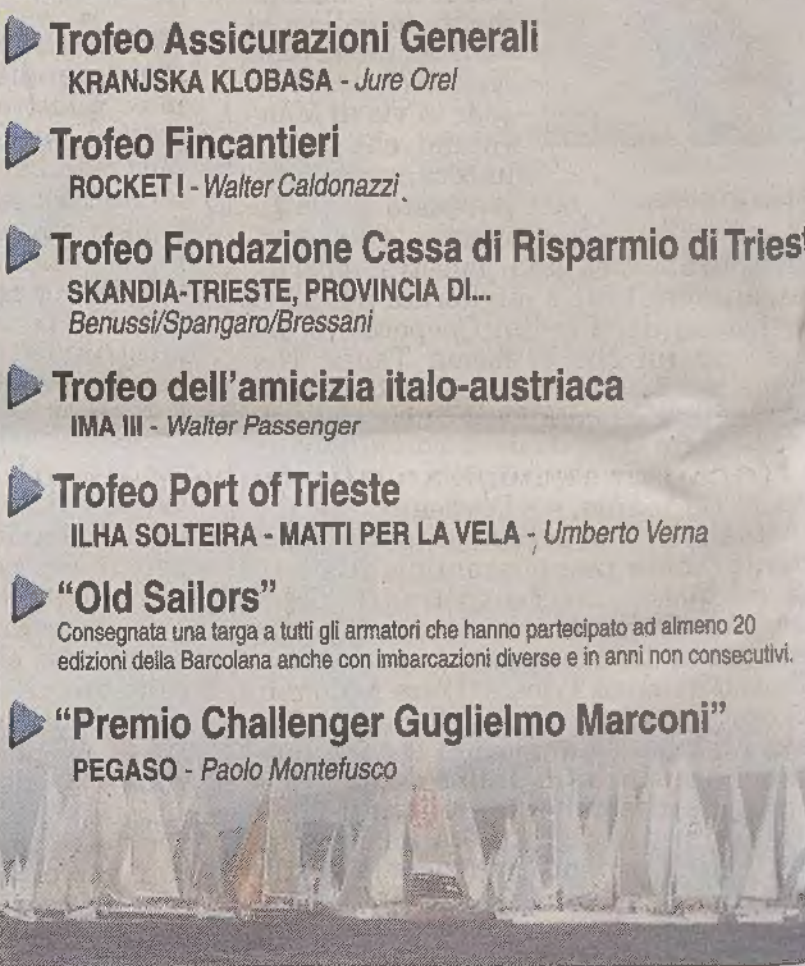 Trofeo Assicurazioni Generali
KRANJSKA KLOBASA - Jure Orel
Trofeo Fincantieri
ROCKET I - Walter Caldonazzi
Trofeo Fondazione Cassa di Risparmio di Triest
SKANDIA-TRIESTE, PROVINCIA DI...
Benussi/Spangaro/Bressani
Trofeo dell'amicizia italo-austriaca
IMA III - Walter Passenger
Trofeo Port of Trieste
ILHA SOLTEIRA - MATTI PER LA VELA - Umberto Verna
“Old Sailors”
Consegnata una targa a tutti gli armatori che hanno partecipato ad almeno 20
edizioni della Barcolana anche con imbarcazioni diverse e in anni non consecutivi.
“Premio Challenger Guglielmo Marconi”
PEGASO - Paolo Montefusco